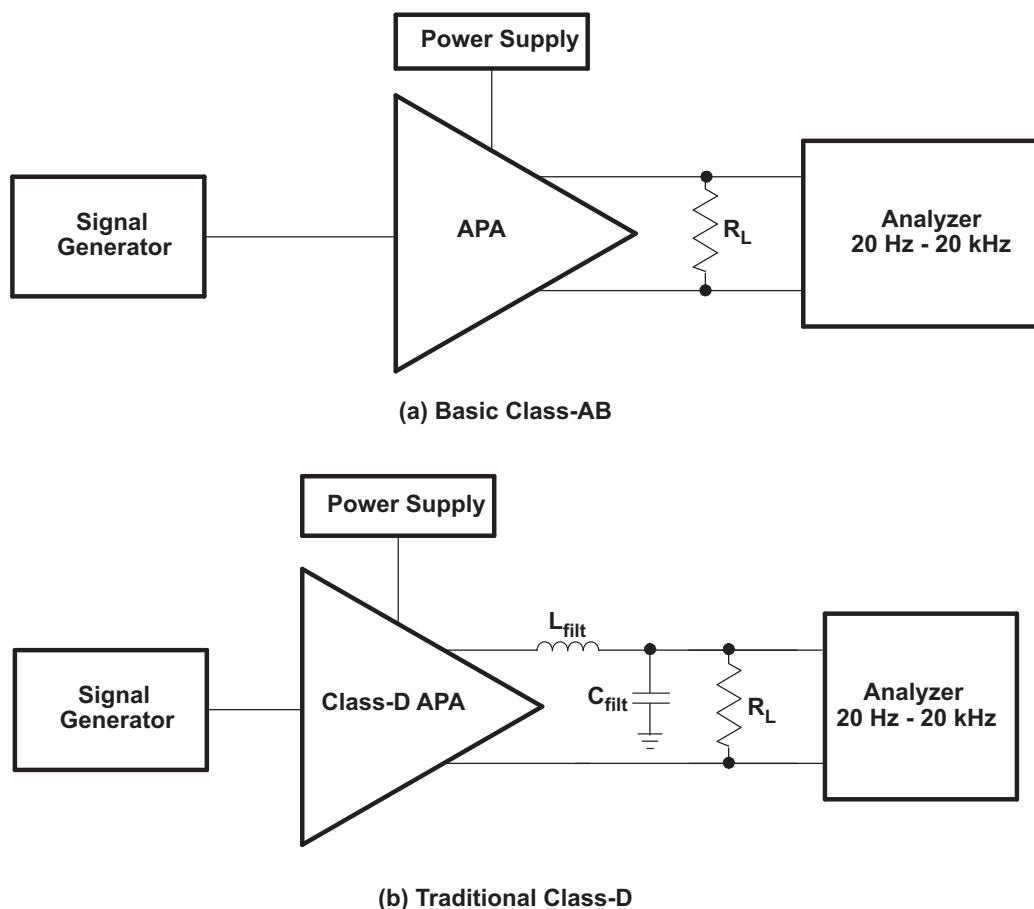 Power Supply
Signal
Generator
APA
R_L
Analyzer
20 Hz - 20 kHz
(a) Basic Class-AB
Power Supply
Signal
Generator
Class-D APA
L_filt
C_filt
R_L
Analyzer
20 Hz - 20 kHz
(b) Traditional Class-D